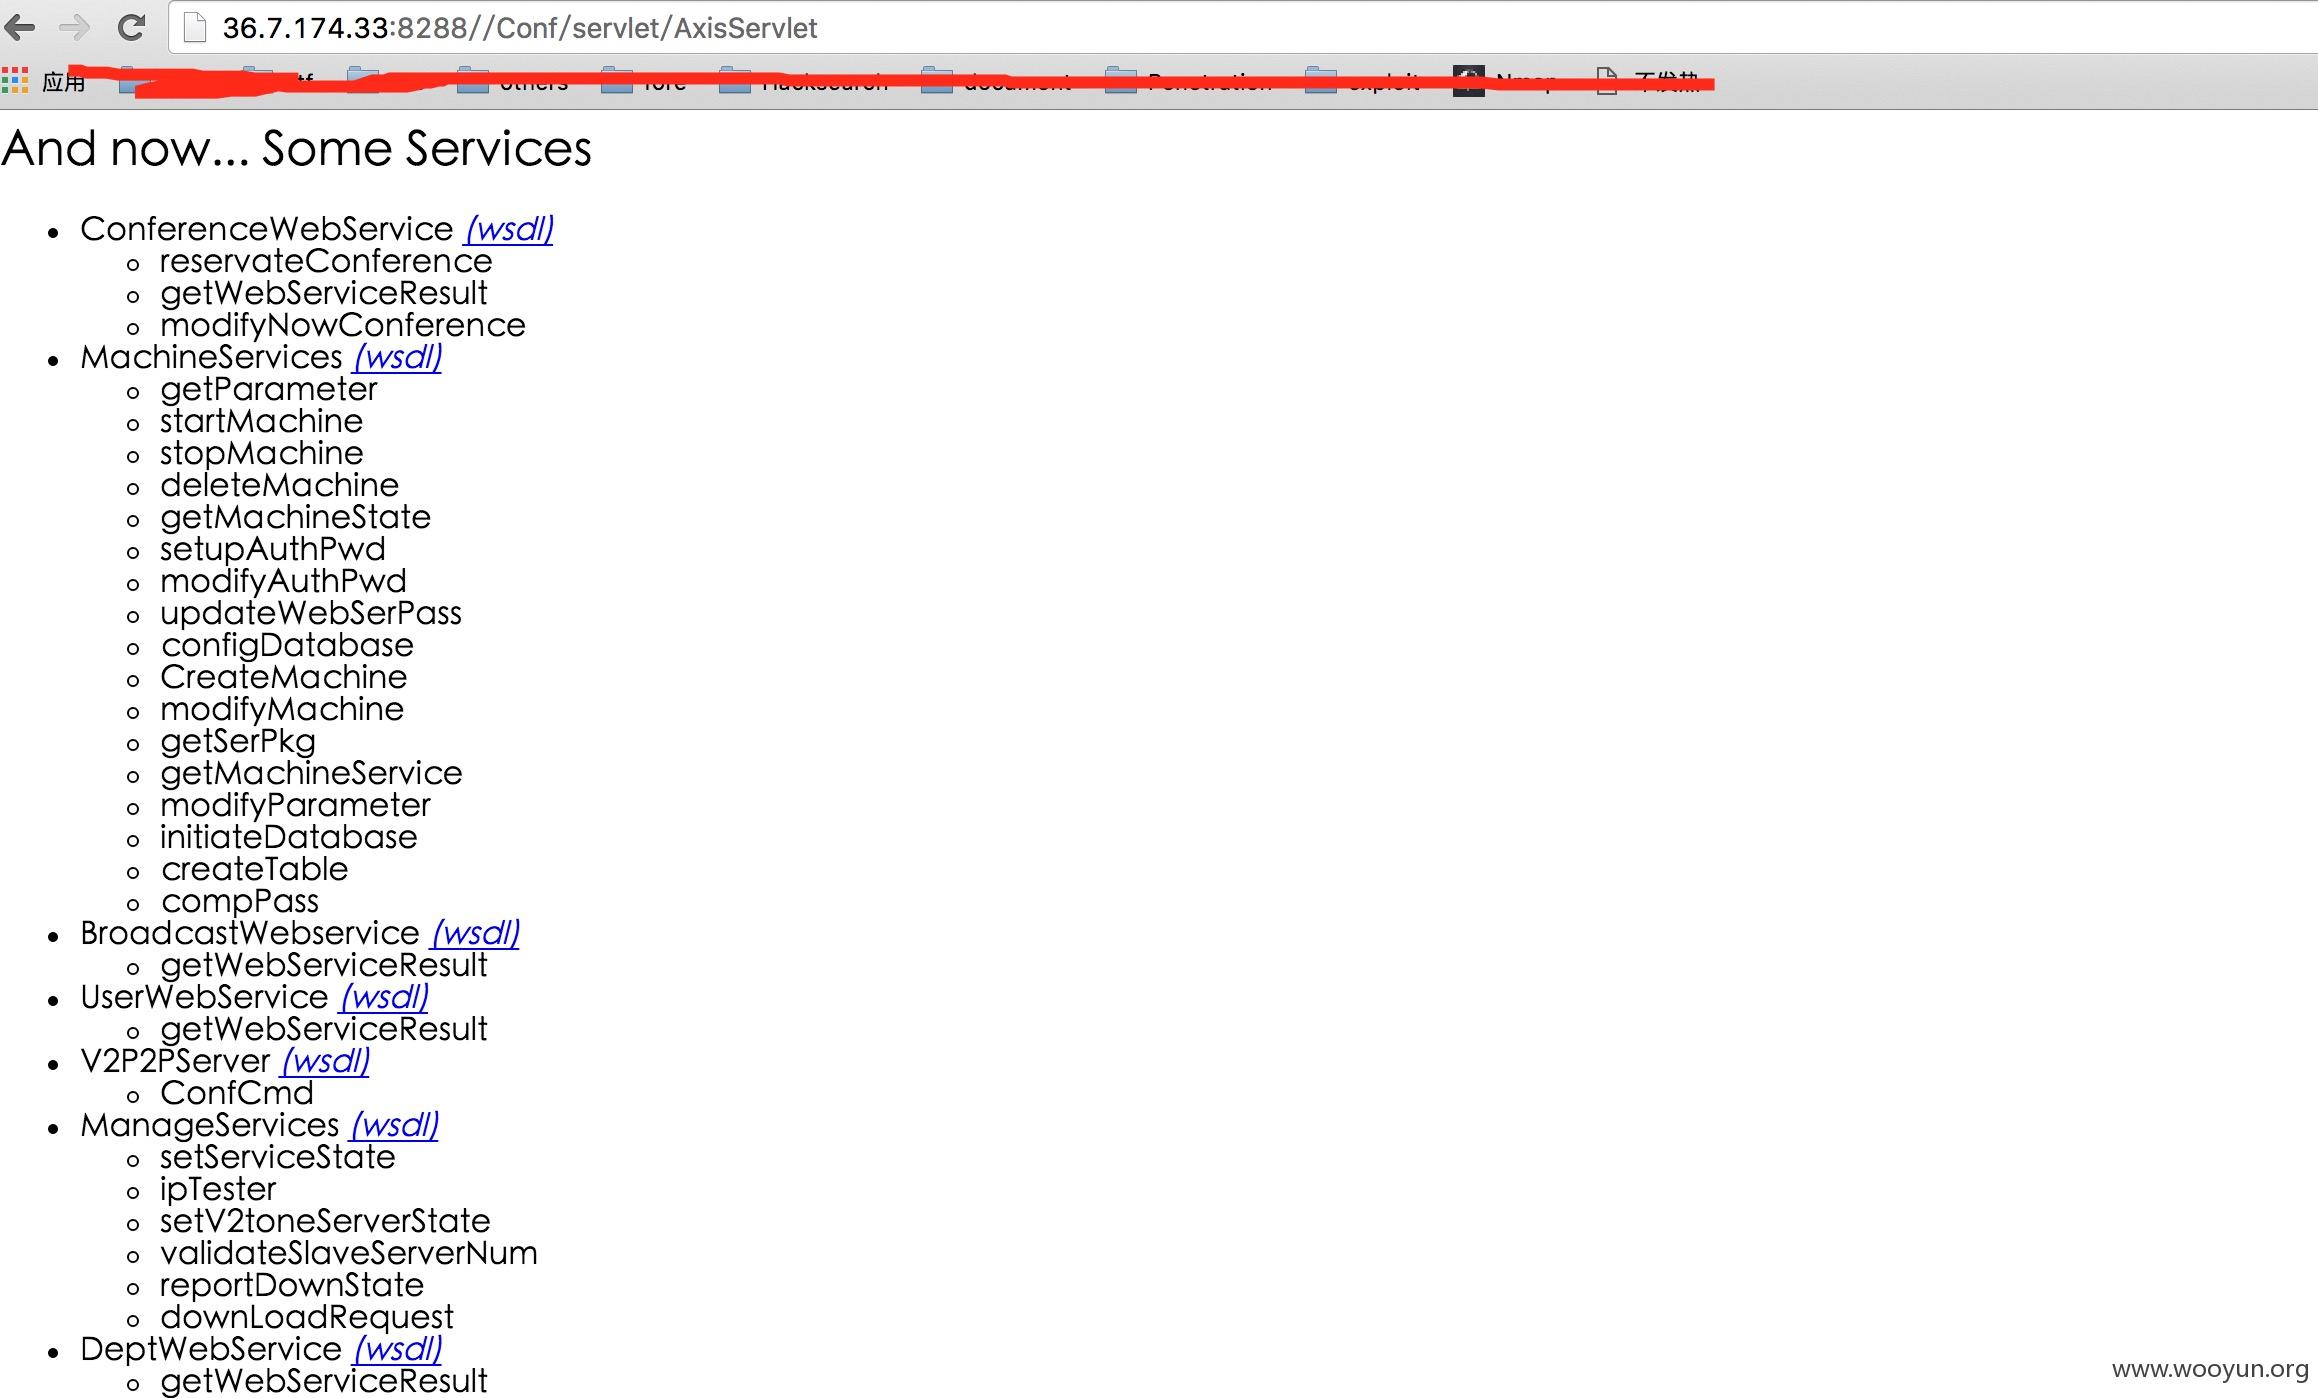 36.7.174.33:8288//Conf/servlet/AxisServlet
应用
And now... Some Services
ConferenceWebService (wsdl)
reservateConference
getWebServiceResult
modifyNowConference
MachineServices (wsdl)
getParameter
startMachine
stopMachine
deleteMachine
getMachineState
setupAuthPwd
modifyAuthPwd
updateWebSerPass
configDatabase
CreateMachine
modifyMachine
getSerPkg
getMachineService
modifyParameter
initiateDatabase
createTable
compPass
BroadcastWebservice (wsdl)
getWebServiceResult
UserWebService (wsdl)
getWebServiceResult
V2P2PServer (wsdl)
ConfCmd
ManageServices (wsdl)
setServiceState
ipTester
setV2toneServerState
validateSlaveServerNum
reportDownState
downLoadRequest
DeptWebService (wsdl)
getWebServiceResult
www.wooyun.org